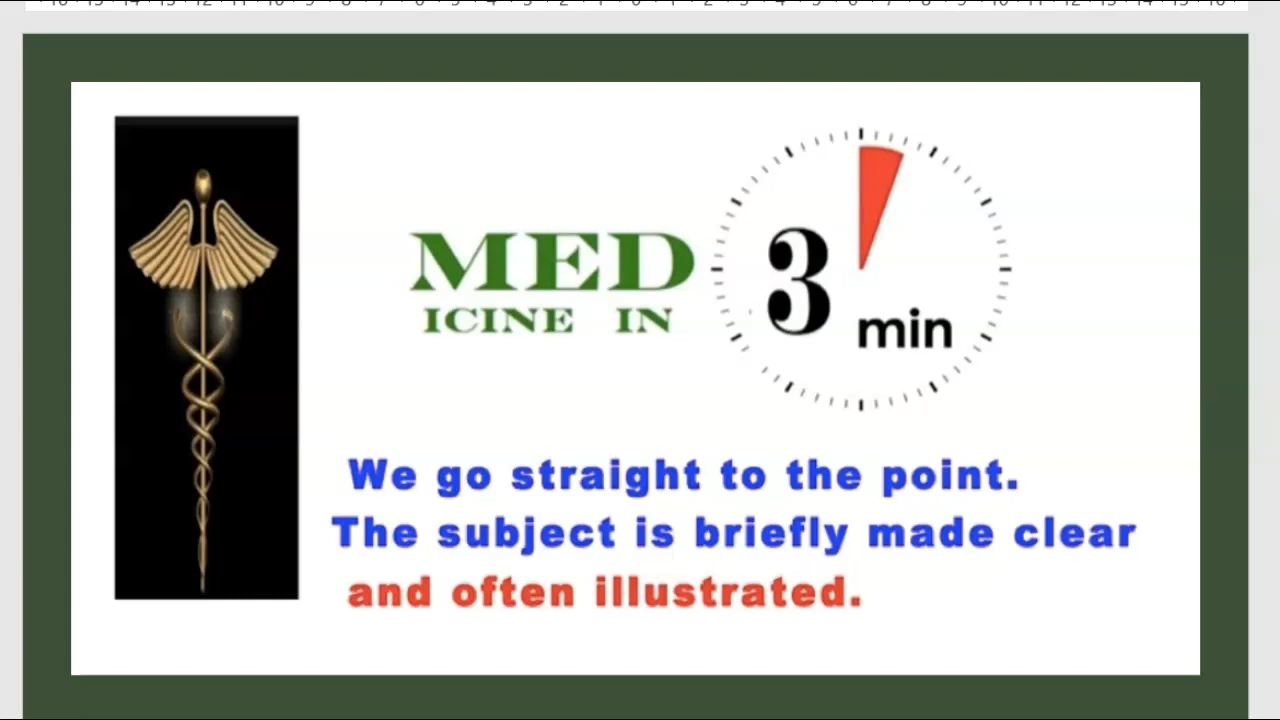 MED
ICINE IN
3
min
We go straight to the point.
The subject is briefly made clear
and often illustrated.